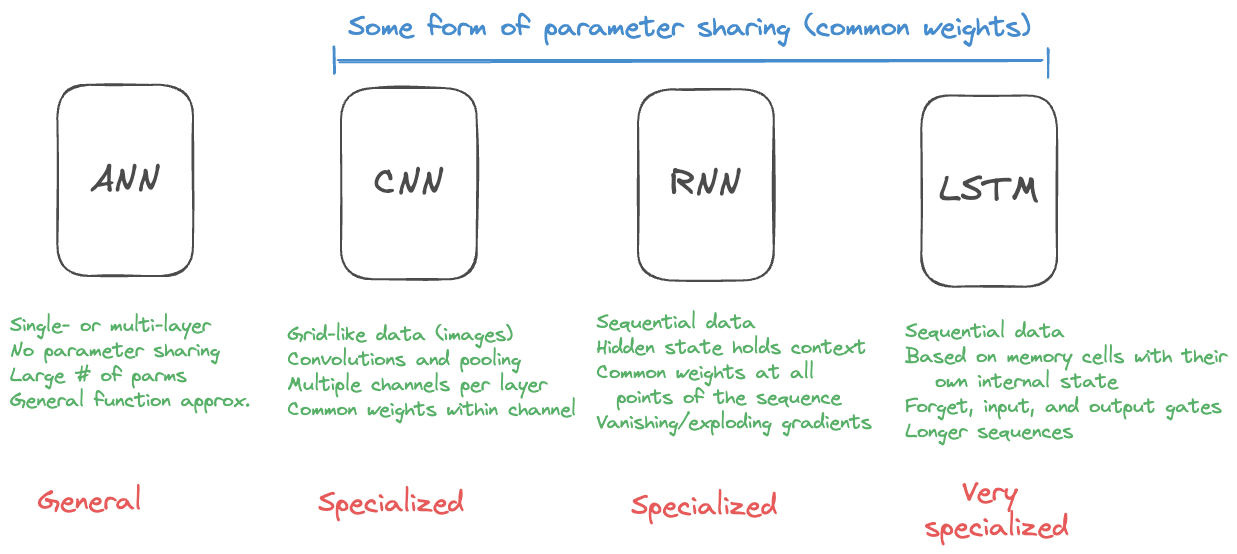 Some form of parameter sharing (common weights)
ANN
CNN
RNN
LSTM
Single- or multi-layer
No parameter sharing
Large # of parms
General function approx.
Grid-like data (images)
Convolutions and pooling
Multiple channels per layer
Common weights within channel
Sequential data
Hidden state holds context
Common weights at all
points of the sequence
Vanishing/exploding gradients
Sequential data
Based on memory cells with their
own internal state
Forget, input, and output gates
Longer sequences
General
Specialized
Specialized
Very
specialized